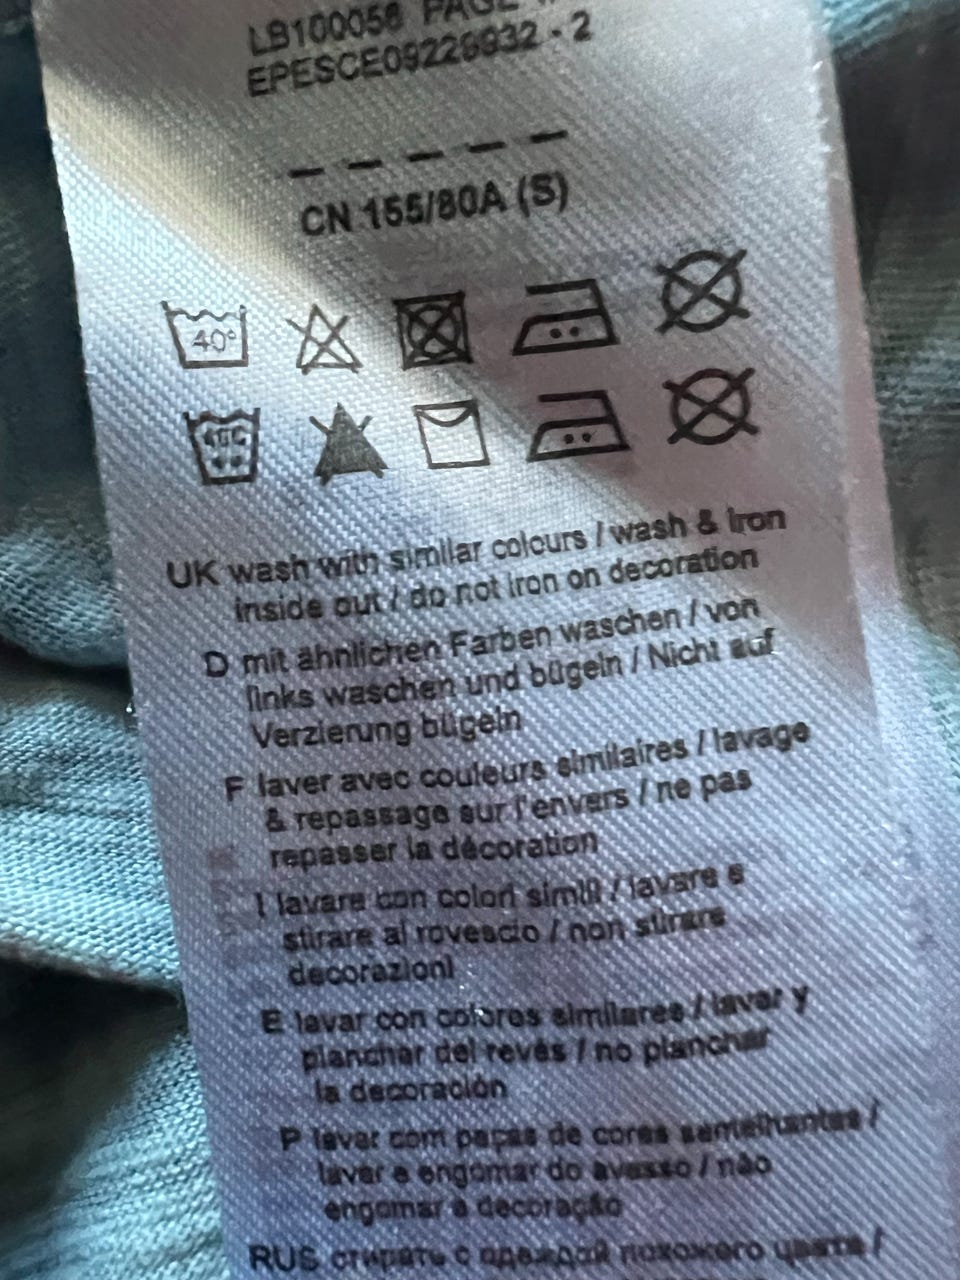 LB100056 PAGE
EPESCE09226932 - 2
– – – – –
CN 155/80A (S)
40°
40C
UK wash with similar colours / wash & iron
inside out / do not iron on decoration
D mit ähnlichen Farben waschen / von
links waschen und bügeln / Nicht auf
Verzierung bügeln
F laver avec couleurs similaires / lavage
& repassage sur l'envers / ne pas
repasser la décoration
I lavare con colori simili / lavare e
stirare al rovescio / non stirare
decorazioni
E lavar con colores similares / lavar y
planchar del revés / no planchar
la decoración
P lavar com peças de cores semelhantes /
lavar e engomar do avesso / não
engomar a decoração
RUS стирать с одеждой похожего цвета /